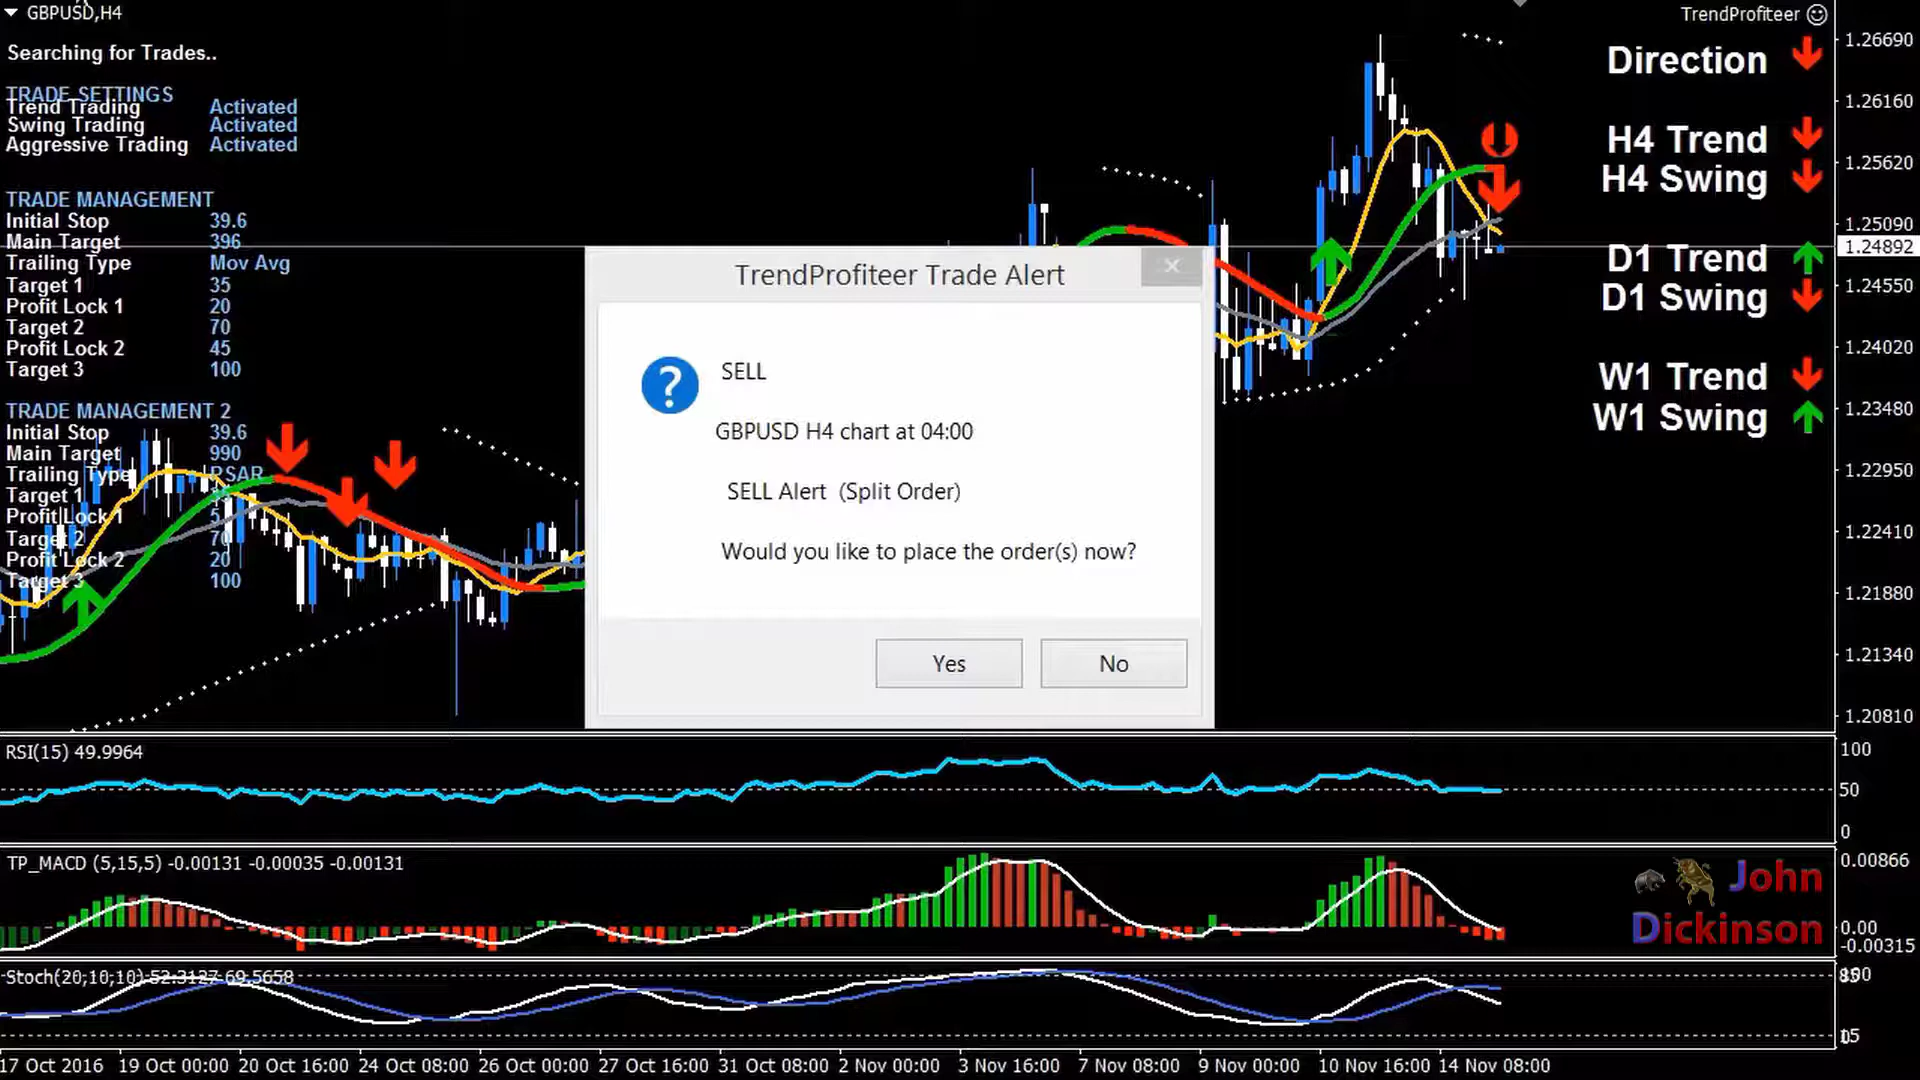 GBPUSD,H4
TrendProfiteer
Searching for Trades..
TRADE SETTINGS
Trend Trading Activated
Swing Trading Activated
Aggressive Trading Activated
TRADE MANAGEMENT
Initial Stop 39.6
Main Target 396
Trailing Type Mov Avg
Target 1 35
Profit Lock 1 20
Target 2 70
Profit Lock 2 45
Target 3 100
TRADE MANAGEMENT 2
Initial Stop 39.6
Main Target 990
Trailing Type PSAR
Target 1
Profit Lock 1 5
Target 2 70
Profit Lock 2 20
Target 3 100
TrendProfiteer Trade Alert
SELL
GBPUSD H4 chart at 04:00
SELL Alert (Split Order)
Would you like to place the order(s) now?
Yes No
Direction
H4 Trend
H4 Swing
D1 Trend
D1 Swing
W1 Trend
W1 Swing
1.26690
1.26160
1.25620
1.25090
1.24892
1.24550
1.24020
1.23480
1.22950
1.22410
1.21880
1.21340
1.20810
RSI(15) 49.9964
100
50
0
TP_MACD (5,15,5) -0.00131 -0.00035 -0.00131
0.00866
0.00
-0.00315
John
Dickinson
Stoch(20,10,10) 52.3127 69.5658
17 Oct 2016 19 Oct 00:00 20 Oct 16:00 24 Oct 08:00 26 Oct 00:00 27 Oct 16:00 31 Oct 08:00 2 Nov 00:00 3 Nov 16:00 7 Nov 08:00 9 Nov 00:00 10 Nov 16:00 14 Nov 08:00